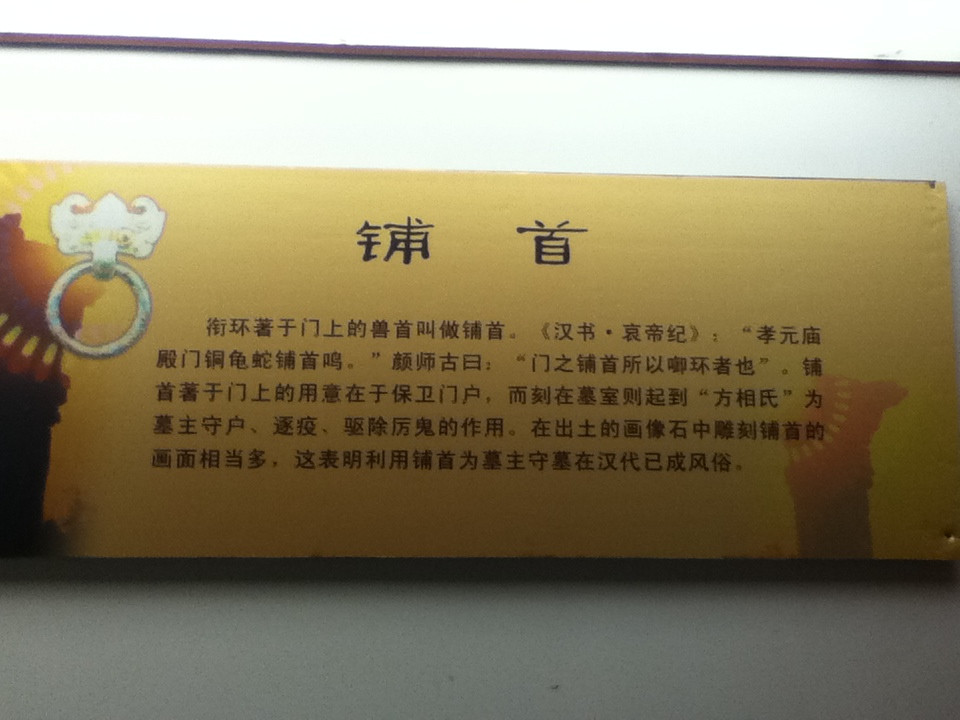 铺 首
衔环著于门上的兽首叫做铺首。《汉书·哀帝纪》：“孝元庙
殿门铜龟蛇铺首鸣。”颜师古曰：“门之铺首所以啣环者也”。铺
首著于门上的用意在于保卫门户，而刻在墓室则起到“方相氏”为
墓主守户、逐疫、驱除厉鬼的作用。在出土的画像石中雕刻铺首的
画面相当多，这表明利用铺首为墓主守墓在汉代已成风俗。